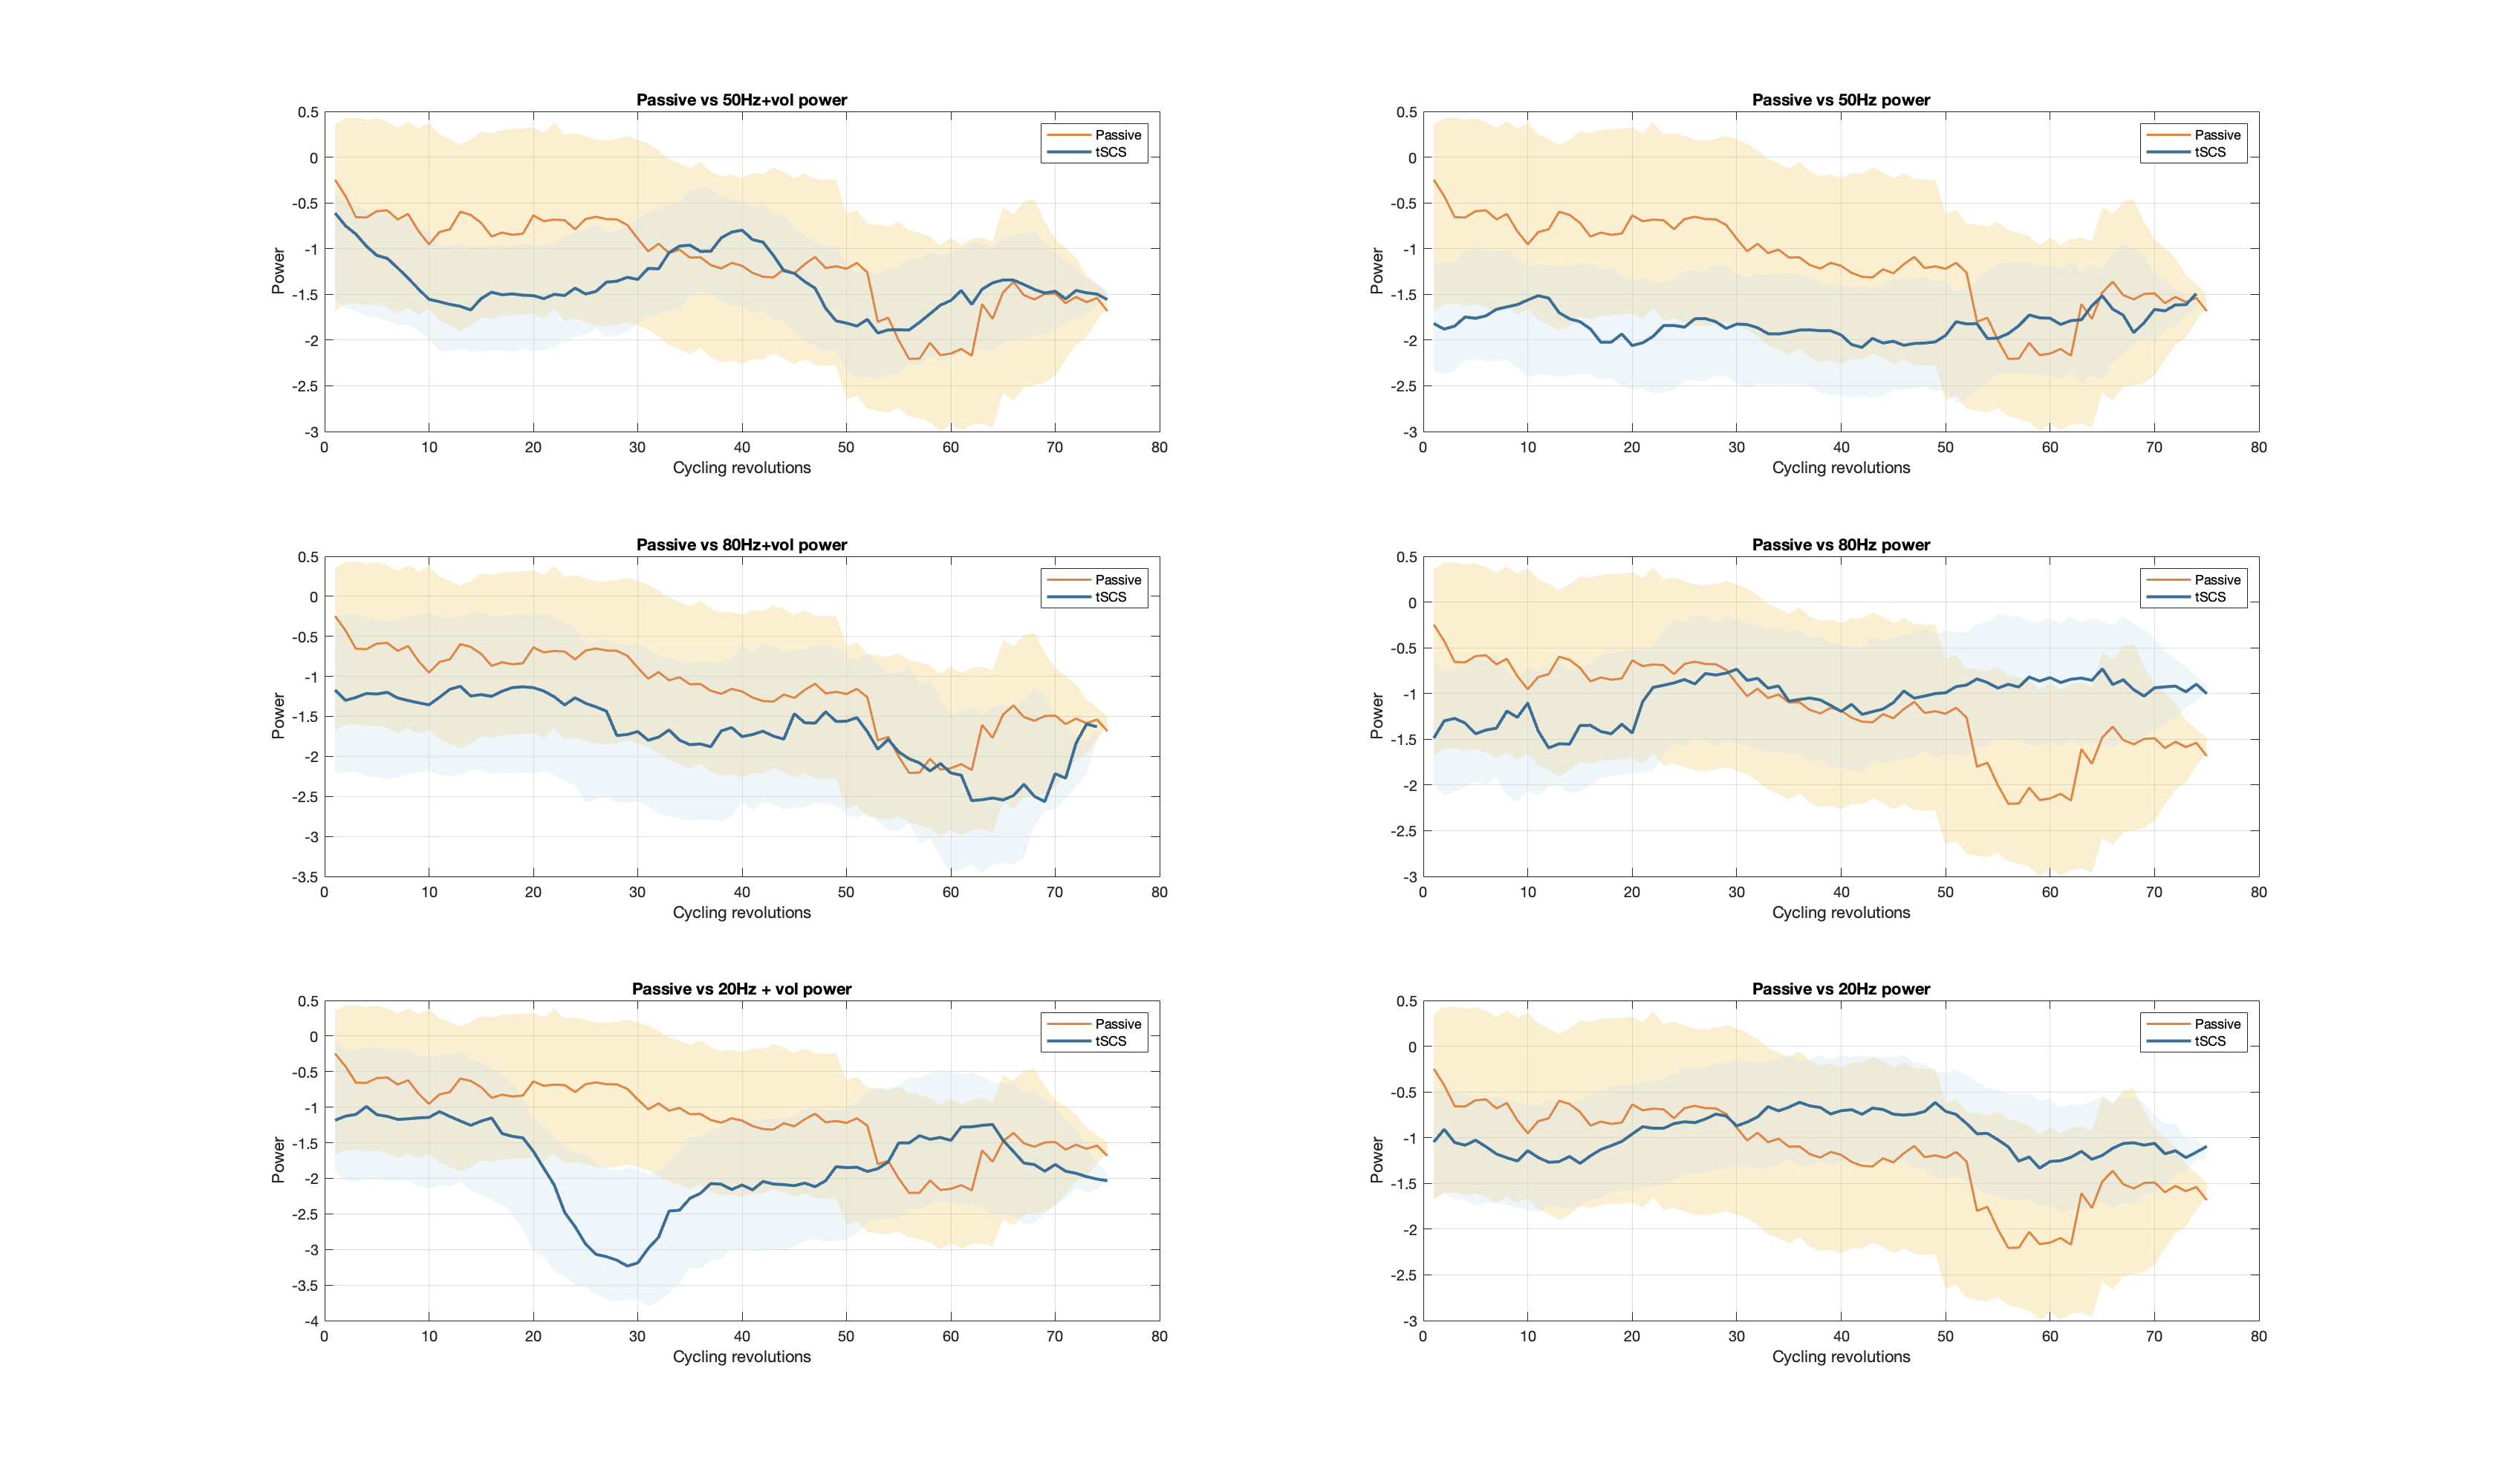 Passive vs 50Hz+vol power
0.5
0
-0.5
-1
-1.5
-2
-2.5
-3
Power
Passive
tSCS
0 10 20 30 40 50 60 70 80
Cycling revolutions
Passive vs 50Hz power
0.5
0
-0.5
-1
-1.5
-2
-2.5
-3
Power
Passive
tSCS
0 10 20 30 40 50 60 70 80
Cycling revolutions
Passive vs 80Hz+vol power
0.5
0
-0.5
-1
-1.5
-2
-2.5
-3
-3.5
Power
Passive
tSCS
0 10 20 30 40 50 60 70 80
Cycling revolutions
Passive vs 80Hz power
0.5
0
-0.5
-1
-1.5
-2
-2.5
-3
Power
Passive
tSCS
0 10 20 30 40 50 60 70 80
Cycling revolutions
Passive vs 20Hz + vol power
0.5
0
-0.5
-1
-1.5
-2
-2.5
-3
-3.5
-4
Power
Passive
tSCS
0 10 20 30 40 50 60 70 80
Cycling revolutions
Passive vs 20Hz power
0.5
0
-0.5
-1
-1.5
-2
-2.5
-3
Power
Passive
tSCS
0 10 20 30 40 50 60 70 80
Cycling revolutions